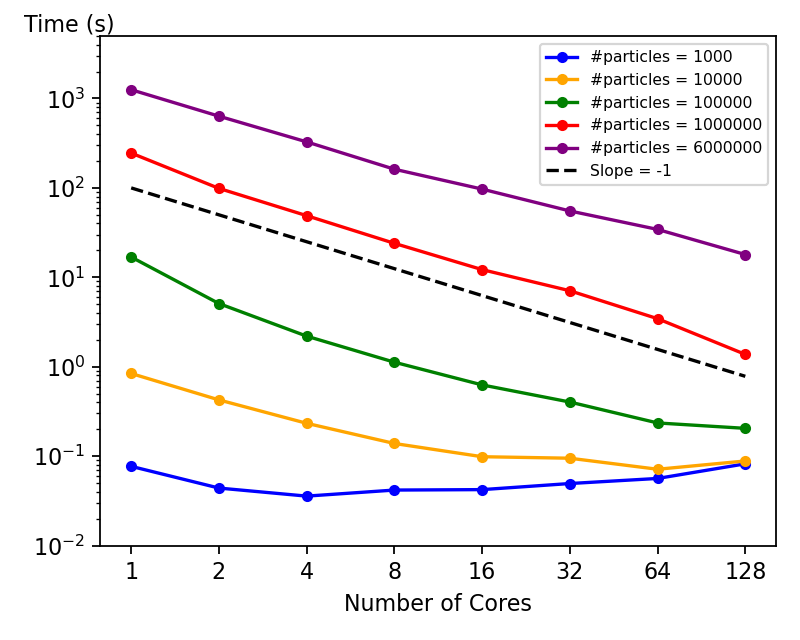 Time (s)
#particles = 1000
#particles = 10000
#particles = 100000
#particles = 1000000
#particles = 6000000
Slope = -1
10³
10²
10¹
10⁰
10⁻¹
10⁻²
1 2 4 8 16 32 64 128
Number of Cores